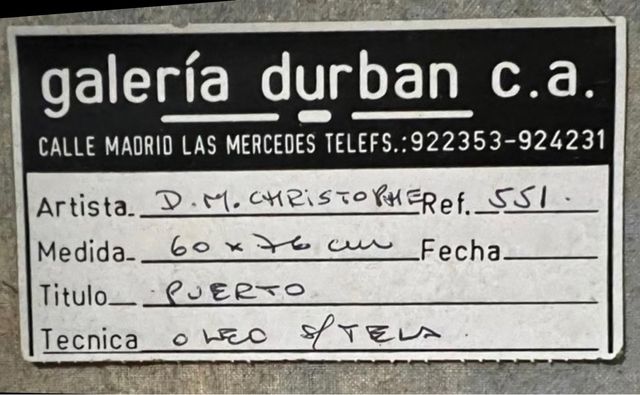 galería durban c.a.
CALLE MADRID LAS MERCEDES TELEFS.:922353-924231
Artista D.M. CHRISTOPHE Ref. 551.
Medida 60 x 76 cm Fecha
Titulo PUERTO
Tecnica OLEO S/TELA